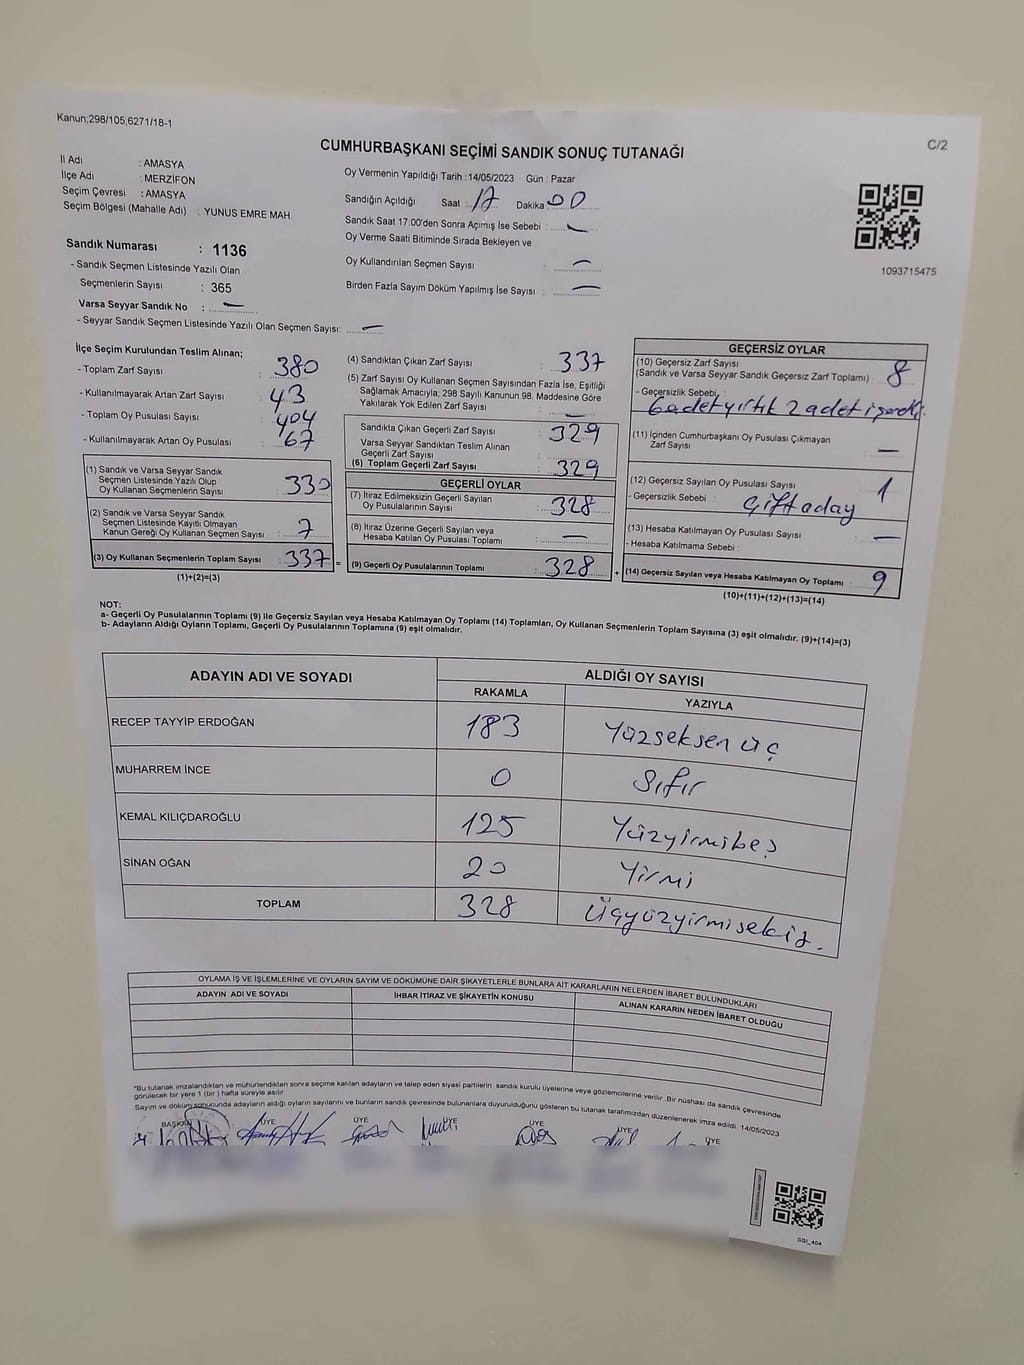 Kanun;298/105;6271/18-1
C/2
CUMHURBAŞKANI SEÇİMİ SANDIK SONUÇ TUTANAĞI
İl Adı : AMASYA
İlçe Adı : MERZİFON
Seçim Çevresi : AMASYA
Seçim Bölgesi (Mahalle Adı) : YUNUS EMRE MAH.
Sandık Numarası : 1136
- Sandık Seçmen Listesinde Yazılı Olan
Seçmenlerin Sayısı : 365
Varsa Seyyar Sandık No : —
- Seyyar Sandık Seçmen Listesinde Yazılı Olan Seçmen Sayısı: —
Oy Vermenin Yapıldığı Tarih :14/05/2023 Gün : Pazar
Sandığın Açıldığı Saat : 17 Dakika 00
Sandık Saat 17:00'den Sonra Açımış İse Sebebi : —
Oy Verme Saati Bitiminde Sırada Bekleyen ve
Oy Kullandırılan Seçmen Sayısı : —
Birden Fazla Sayım Döküm Yapılmış İse Sayısı : —
1093715475
İlçe Seçim Kurulundan Teslim Alınan;
- Toplam Zarf Sayısı : 380
- Kullanılmayarak Artan Zarf Sayısı : 43
- Toplam Oy Pusulası Sayısı : 404
- Kullanılmayarak Artan Oy Pusulası : 67
(1) Sandık ve Varsa Seyyar Sandık
Seçmen Listesinde Yazılı Olup
Oy Kullanan Seçmenlerin Sayısı : 330
(2) Sandık ve Varsa Seyyar Sandık
Seçmen Listesinde Kayıtlı Olmayan
Kanun Gereği Oy Kullanan Seçmen Sayısı : 7
(3) Oy Kullanan Seçmenlerin Toplam Sayısı : 337
(1)+(2)=(3)
(4) Sandıktan Çıkan Zarf Sayısı : 337
(5) Zarf Sayısı Oy Kullanan Seçmen Sayısından Fazla İse, Eşitliği
Sağlamak Amacıyla; 298 Sayılı Kanunun 98. Maddesine Göre
Yakılarak Yok Edilen Zarf Sayısı : —
Sandıkta Çıkan Geçerli Zarf Sayısı : 329
Varsa Seyyar Sandıktan Teslim Alınan
Geçerli Zarf Sayısı :
(6) Toplam Geçerli Zarf Sayısı : 329
GEÇERLİ OYLAR
(7) İtiraz Edilmeksizin Geçerli Sayılan
Oy Pusulalarının Sayısı : 328
(8) İtiraz Üzerine Geçerli Sayılan veya
Hesaba Katılan Oy Pusulası Toplamı : —
= (9) Geçerli Oy Pusulalarının Toplamı : 328
GEÇERSİZ OYLAR
(10) Geçersiz Zarf Sayısı
(Sandık ve Varsa Seyyar Sandık Geçersiz Zarf Toplamı) : 8
- Geçersizlik Sebebi :
6 adet yırtık 2 adet işaretli.
(11) İçinden Cumhurbaşkanı Oy Pusulası Çıkmayan
Zarf Sayısı : —
(12) Geçersiz Sayılan Oy Pusulası Sayısı : 1
- Geçersizlik Sebebi : Çift aday
(13) Hesaba Katılmayan Oy Pusulası Sayısı : —
- Hesaba Katılmama Sebebi :
+ (14) Geçersiz Sayılan veya Hesaba Katılmayan Oy Toplamı : 9
(10)+(11)+(12)+(13)=(14)
NOT:
a- Geçerli Oy Pusulalarının Toplamı (9) ile Geçersiz Sayılan veya Hesaba Katılmayan Oy Toplamı (14) Toplamları, Oy Kullanan Seçmenlerin Toplam Sayısına (3) eşit olmalıdır. (9)+(14)=(3)
b- Adayların Aldığı Oyların Toplamı, Geçerli Oy Pusulalarının Toplamına (9) eşit olmalıdır.
ADAYIN ADI VE SOYADI ALDIĞI OY SAYISI
RAKAMLA YAZIYLA
RECEP TAYYİP ERDOĞAN 183 Yüzseksen üç
MUHARREM İNCE 0 Sıfır
KEMAL KILIÇDAROĞLU 125 Yüzyirmibeş
SİNAN OĞAN 20 Yirmi
TOPLAM 328 Üçyüzyirmisekiz.
OYLAMA İŞ VE İŞLEMLERİNE VE OYLARIN SAYIM VE DÖKÜMÜNE DAİR ŞİKAYETLERLE BUNLARA AİT KARARLARIN NELERDEN İBARET BULUNDUKLARI
ADAYIN ADI VE SOYADI İHBAR İTİRAZ VE ŞİKAYETİN KONUSU ALINAN KARARIN NEDEN İBARET OLDUĞU
*Bu tutanak imzalandıktan ve mühürlendikten sonra seçime katılan adayların ve talep eden siyasi partilerin sandık kurulu üyelerine veya gözlemcilerine verilir. Bir nüshası da sandık çevresinde
görülecek bir yere 1 (bir ) hafta süreyle asılır.
Sayım ve döküm sonucunda adayların aldığı oyların sayılarını ve bunların sandık çevresinde bulunanlara duyurulduğunu gösteren bu tutanak tarafımızdan düzenlenerek imza edildi. 14/05/2023
BAŞKAN ÜYE ÜYE ÜYE ÜYE ÜYE ÜYE
SSİ_404